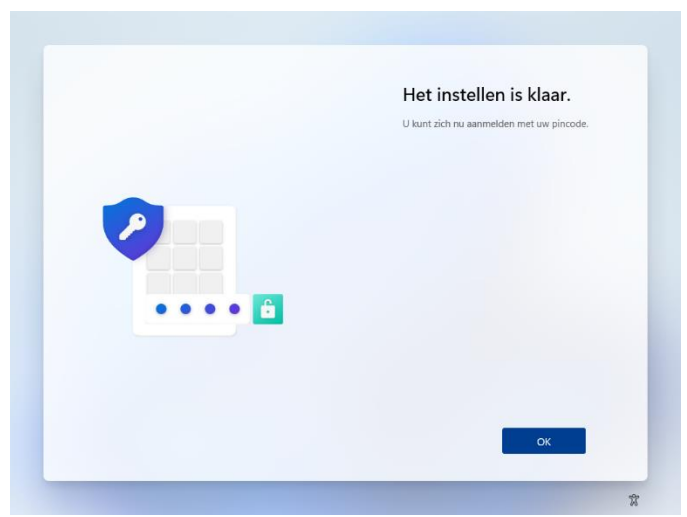 Het instellen is klaar.
U kunt zich nu aanmelden met uw pincode.
OK